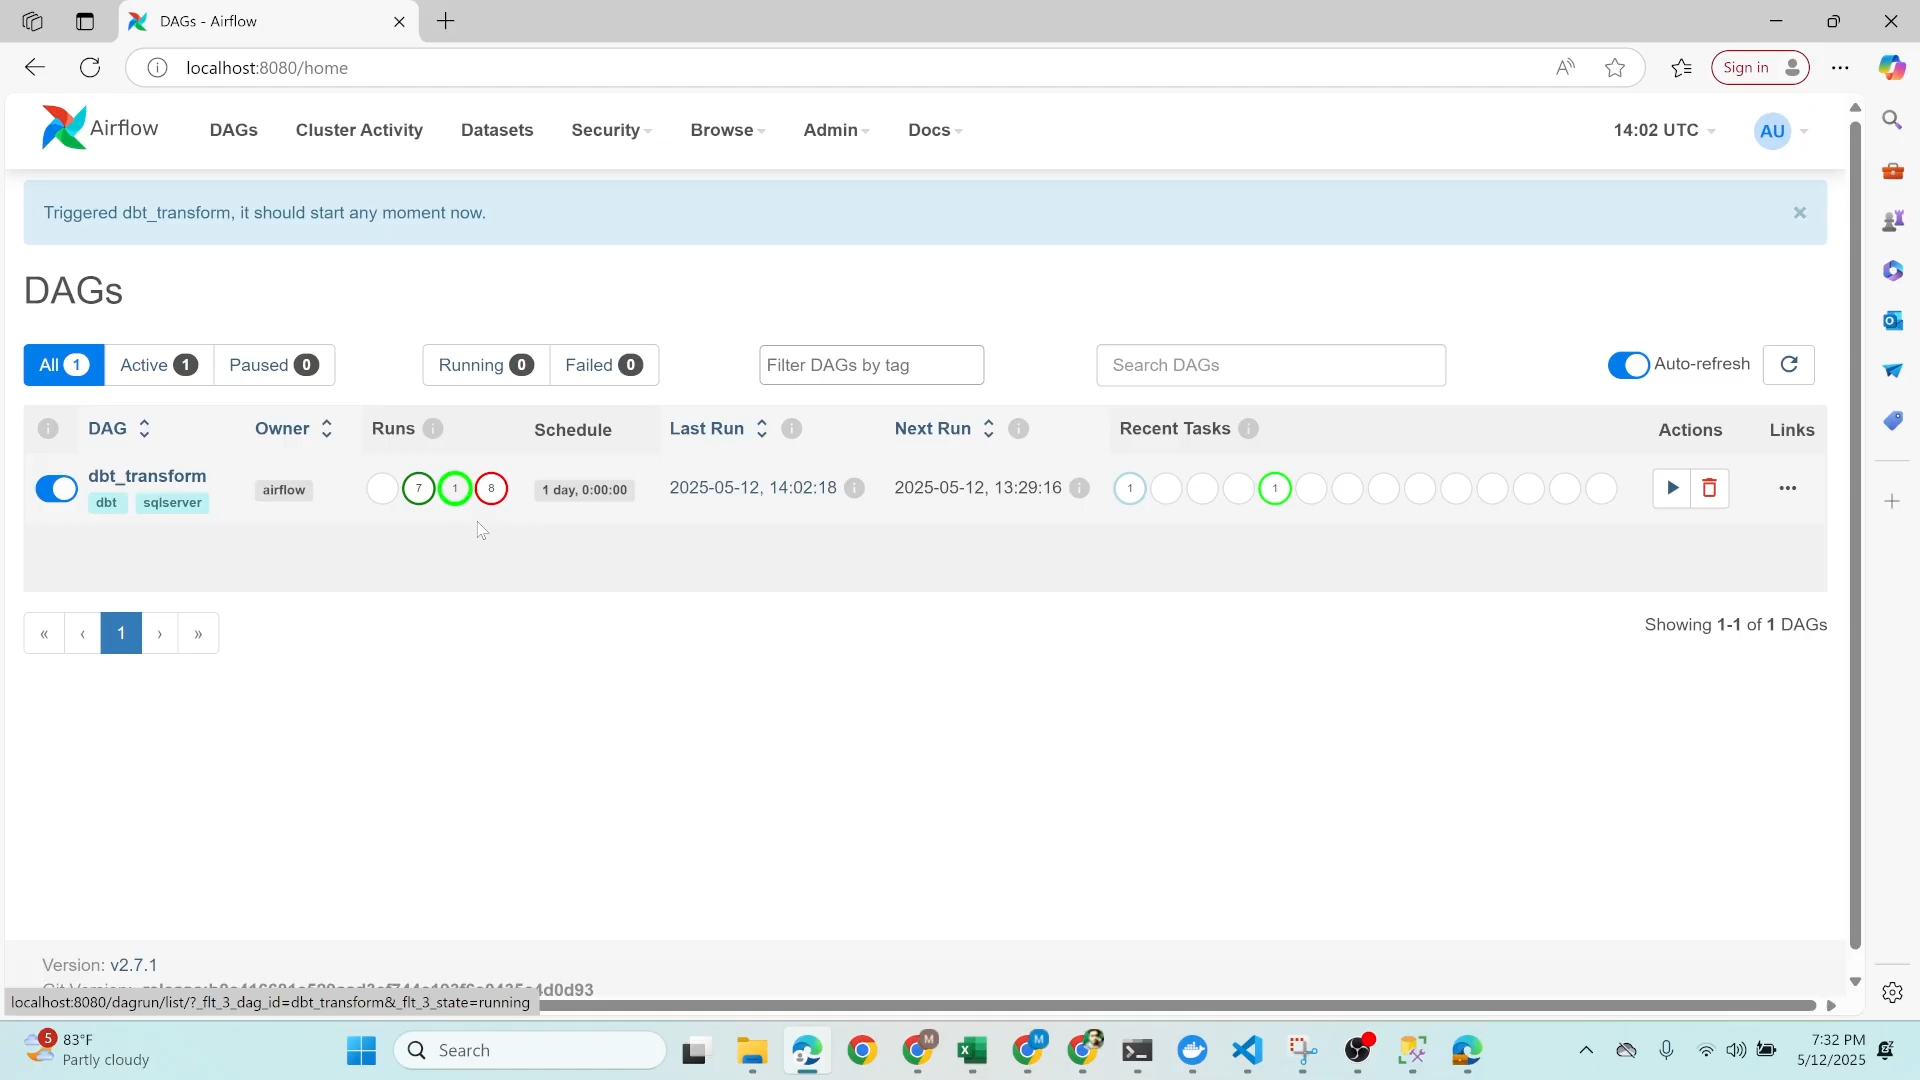 DAGs - Airflow
localhost:8080/home
Sign in
Airflow
DAGs
Cluster Activity
Datasets
Security
Browse
Admin
Docs
14:02 UTC
AU
Triggered dbt_transform, it should start any moment now.
×
DAGs
All 1
Active 1
Paused 0
Running 0
Failed 0
Filter DAGs by tag
Search DAGs
Auto-refresh
DAG
Owner
Runs
Schedule
Last Run
Next Run
Recent Tasks
Actions
Links
dbt_transform
dbt
sqlserver
airflow
7
1
8
1 day, 0:00:00
2025-05-12, 14:02:18
2025-05-12, 13:29:16
1
1
« ‹ 1 › »
Showing 1-1 of 1 DAGs
Version: v2.7.1
localhost:8080/dagrun/list/?_flt_3_dag_id=dbt_transform&_flt_3_state=running
5
83°F
Partly cloudy
Search
M
M
7:32 PM
5/12/2025